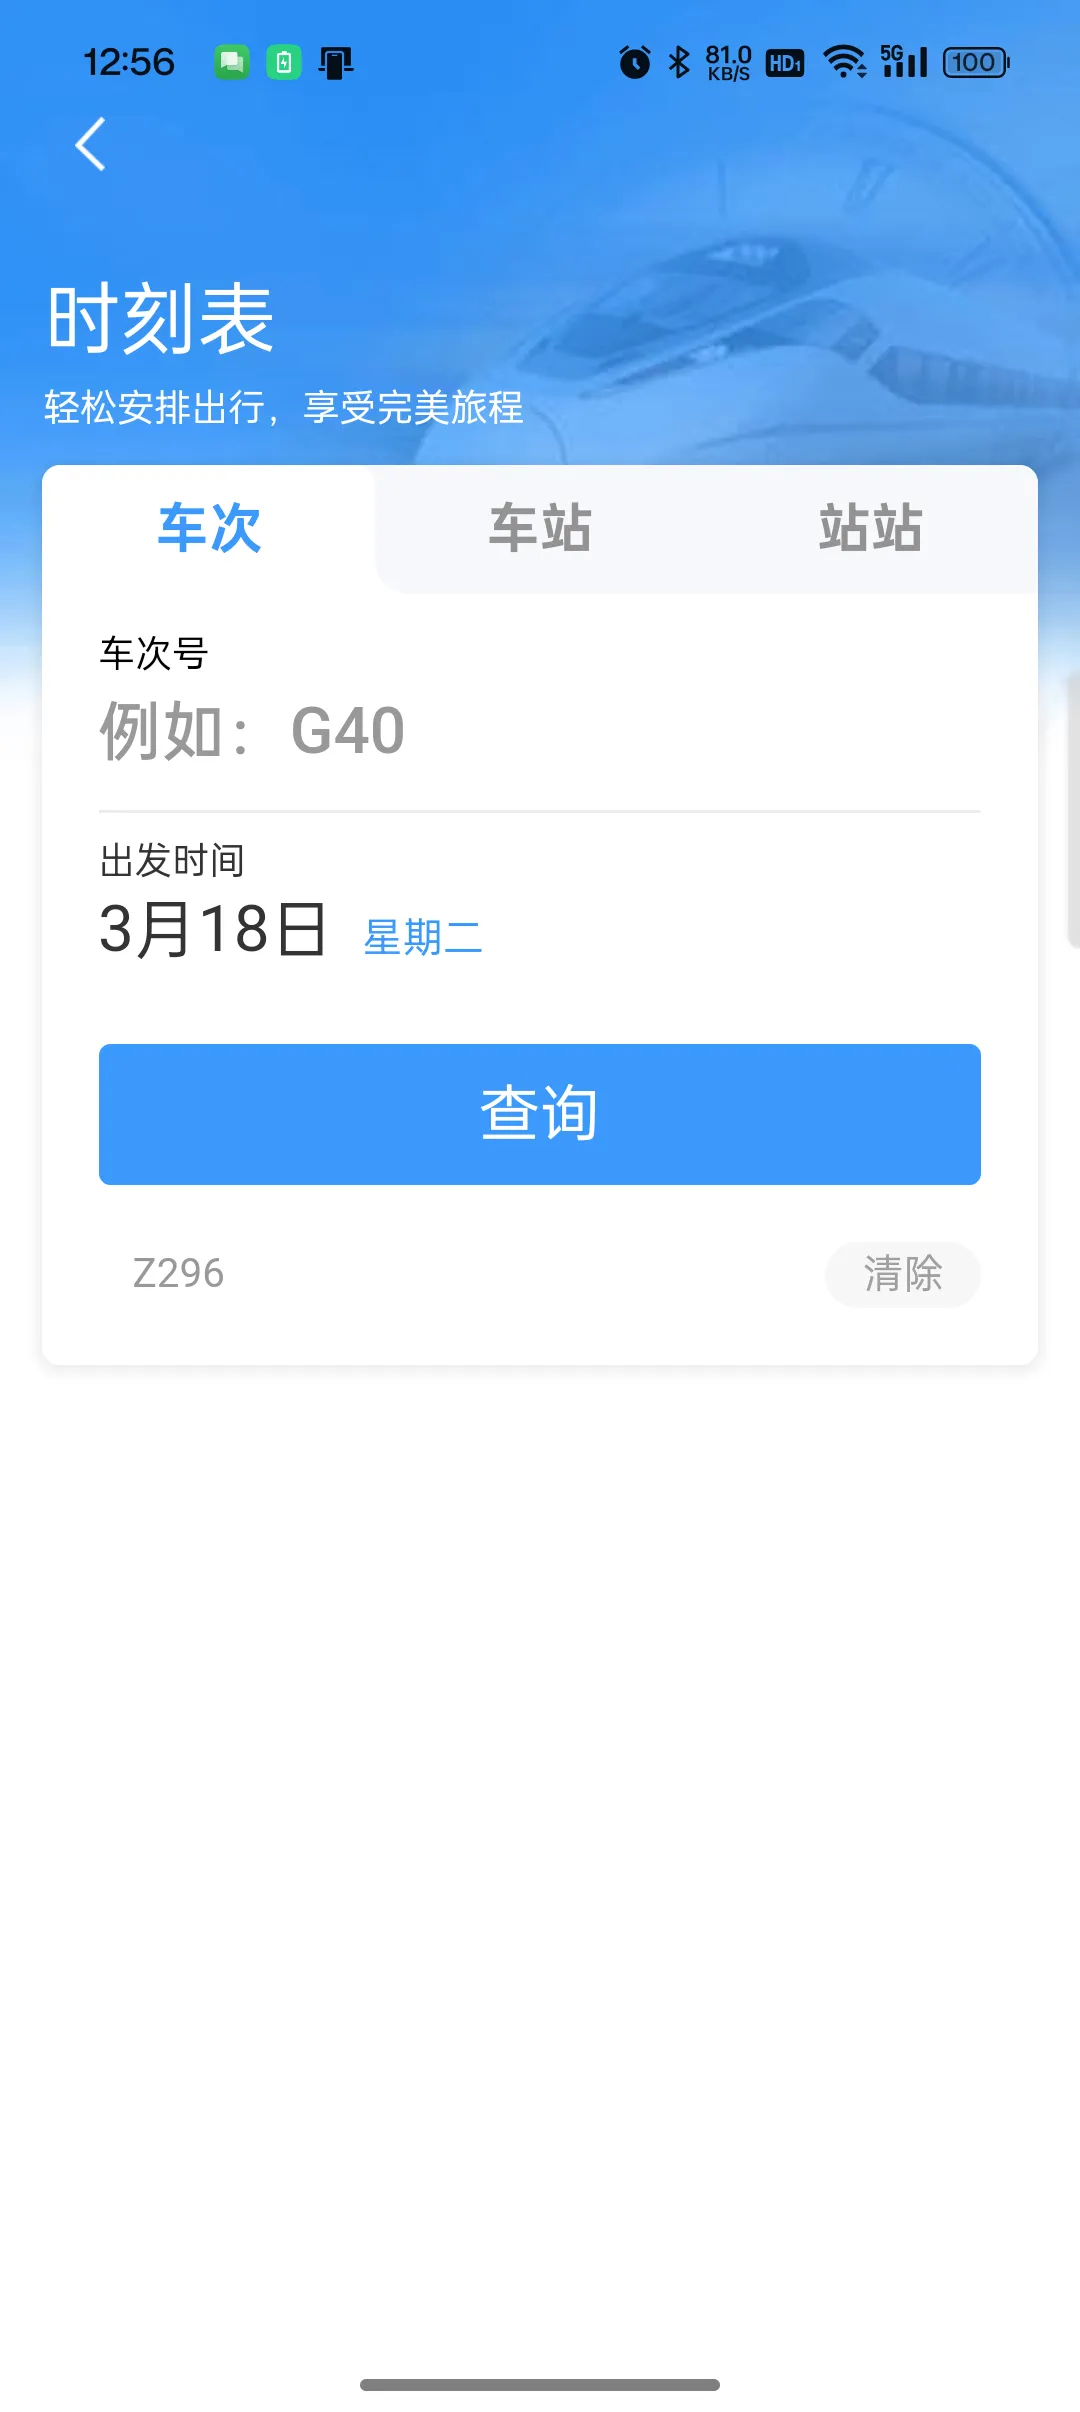 12:56
81.0 KB/S HD1 5G 100
时刻表
轻松安排出行，享受完美旅程
车次 车站 站站
车次号
例如：G40
出发时间
3月18日 星期二
查询
Z296 清除